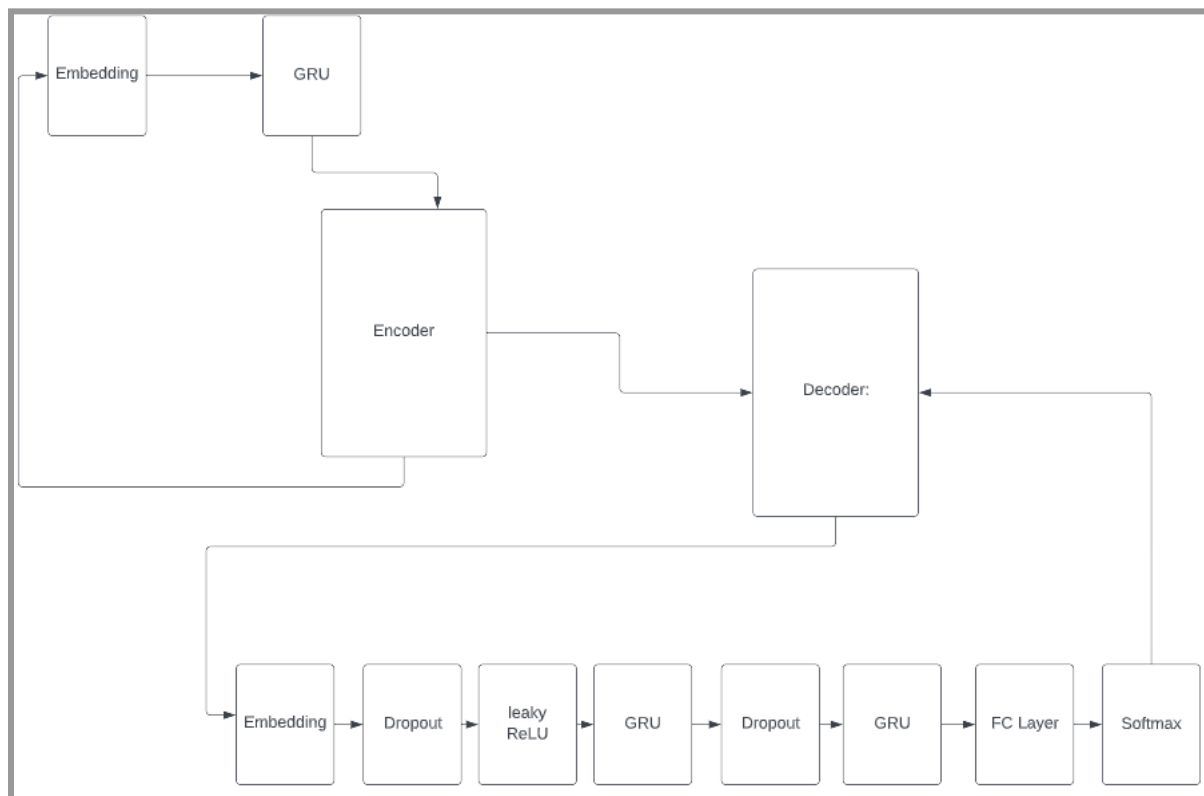 Embedding
GRU
Encoder
Decoder:
Embedding
Dropout
leaky
ReLU
GRU
Dropout
GRU
FC Layer
Softmax